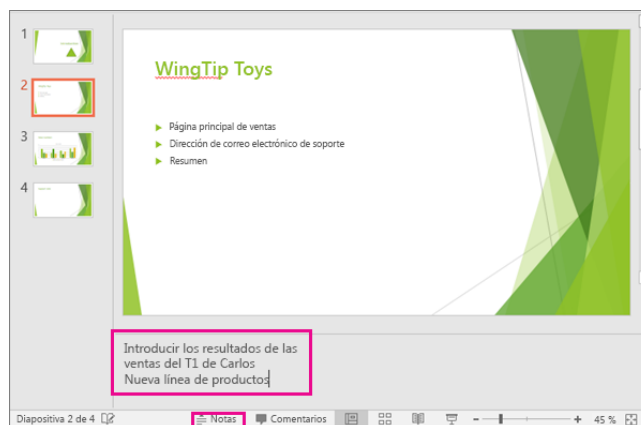 1
2
3
4
WingTip Toys
Página principal de ventas
Dirección de correo electrónico de soporte
Resumen
Introducir los resultados de las
ventas del T1 de Carlos
Nueva línea de productos
Diapositiva 2 de 4 Notas Comentarios 45 %